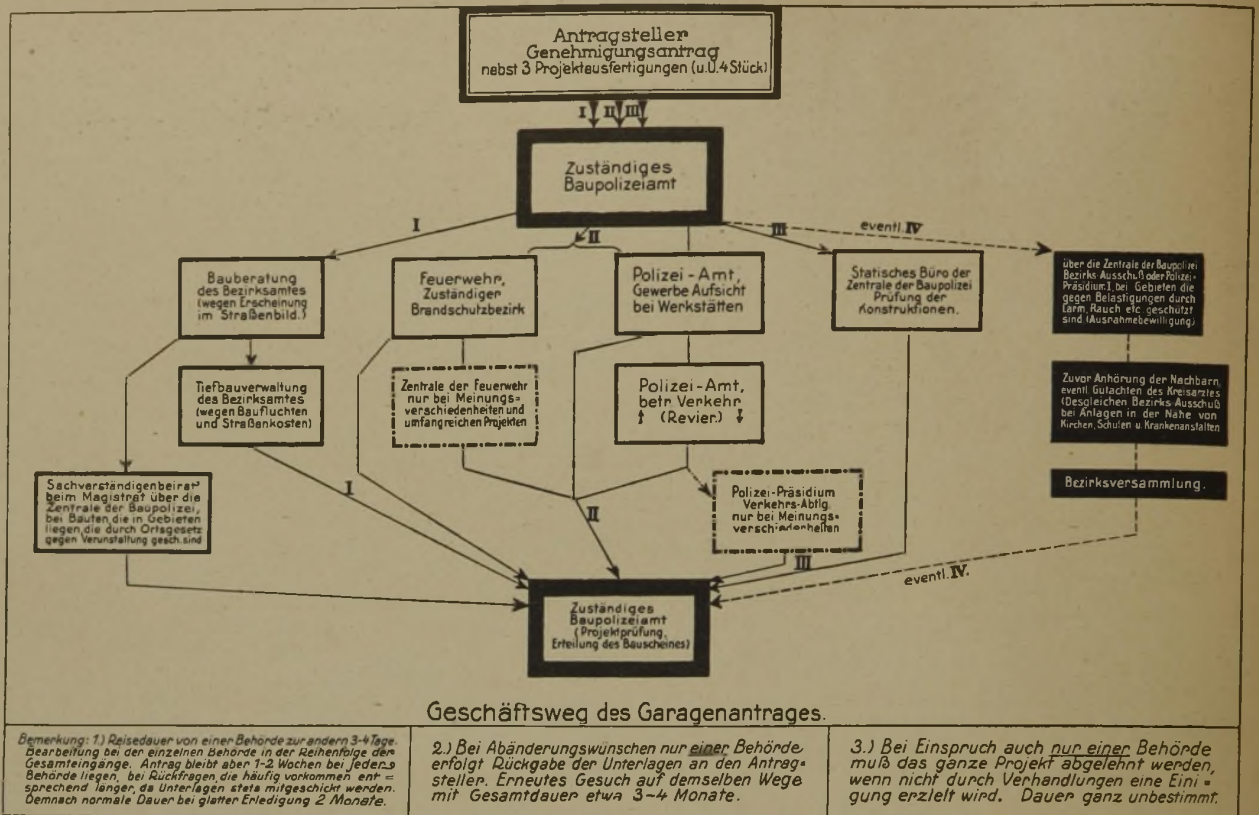 Antragsteller
Genehmigungsantrag
nebst 3 Projektausfertigungen (u.U.4 Stück)
I II III
Zuständiges
Baupolizeiamt
I
II
III
eventl. IV
Bauberatung
des Bezirksamtes
(wegen Erscheinung
im Straßenbild.)
Feuerwehr,
Zuständiger
Brandschutzbezirk
Polizei-Amt,
Gewerbe Aufsicht
bei Werkstätten
Statisches Büro der
Zentrale der Baupolizei
Prüfung der
Konstruktionen.
über die Zentrale der Baupolizei
Bezirks-Ausschuß oder Polizei-
Präsidium I, bei Gebieten die
gegen Belastigungen durch
Lärm, Rauch etc. geschützt
sind (Ausnahmebewilligung)
Tiefbauverwaltung
des Bezirksamtes
(wegen Baufluchten
und Straßenkosten)
Zentrale der Feuerwehr
nur bei Meinungs=
verschiedenheiten und
umfangreichen Projekten
Polizei-Amt,
betr. Verkehr
(Revier.)
Zuvor Anhörung der Nachbarn,
eventl. Gutachten des Kreisarztes
(Desgleichen Bezirks-Ausschuß
bei Anlagen in der Nähe von
Kirchen, Schulen u. Krankenanstalten
Sachverständigenbeirat
beim Magistrat über die
Zentrale der Baupolizei,
bei Bauten, die in Gebieten
liegen, die durch Ortsgesetz
gegen Verunstaltung gesch. sind
I
II
Polizei-Präsidium
Verkehrs-Abtlg.
nur bei Meinungs=
verschiedenheiten
Bezirksversammlung.
III
eventl. IV.
Zuständiges
Baupolizeiamt
(Projektprüfung,
Erteilung des Bauscheines)
Geschäftsweg des Garagenantrages.
Bemerkung: 1.) Reisedauer von einer Behörde zur andern 3-4 Tage.
Bearbeitung bei der einzelnen Behörde in der Reihenfolge der
Gesamteingänge. Antrag bleibt aber 1-2 Wochen bei jeder
Behörde liegen, bei Rückfragen, die häufig vorkommen ent=
sprechend länger, da Unterlagen stets mitgeschickt werden.
Demnach normale Dauer bei glatter Erledigung 2 Monate.
2.) Bei Abänderungswünschen nur einer Behörde
erfolgt Rückgabe der Unterlagen an den Antrag=
steller. Erneutes Gesuch auf demselben Wege
mit Gesamtdauer etwa 3-4 Monate.
3.) Bei Einspruch auch nur einer Behörde
muß das ganze Projekt abgelehnt werden,
wenn nicht durch Verhandlungen eine Eini=
gung erzielt wird. Dauer ganz unbestimmt.